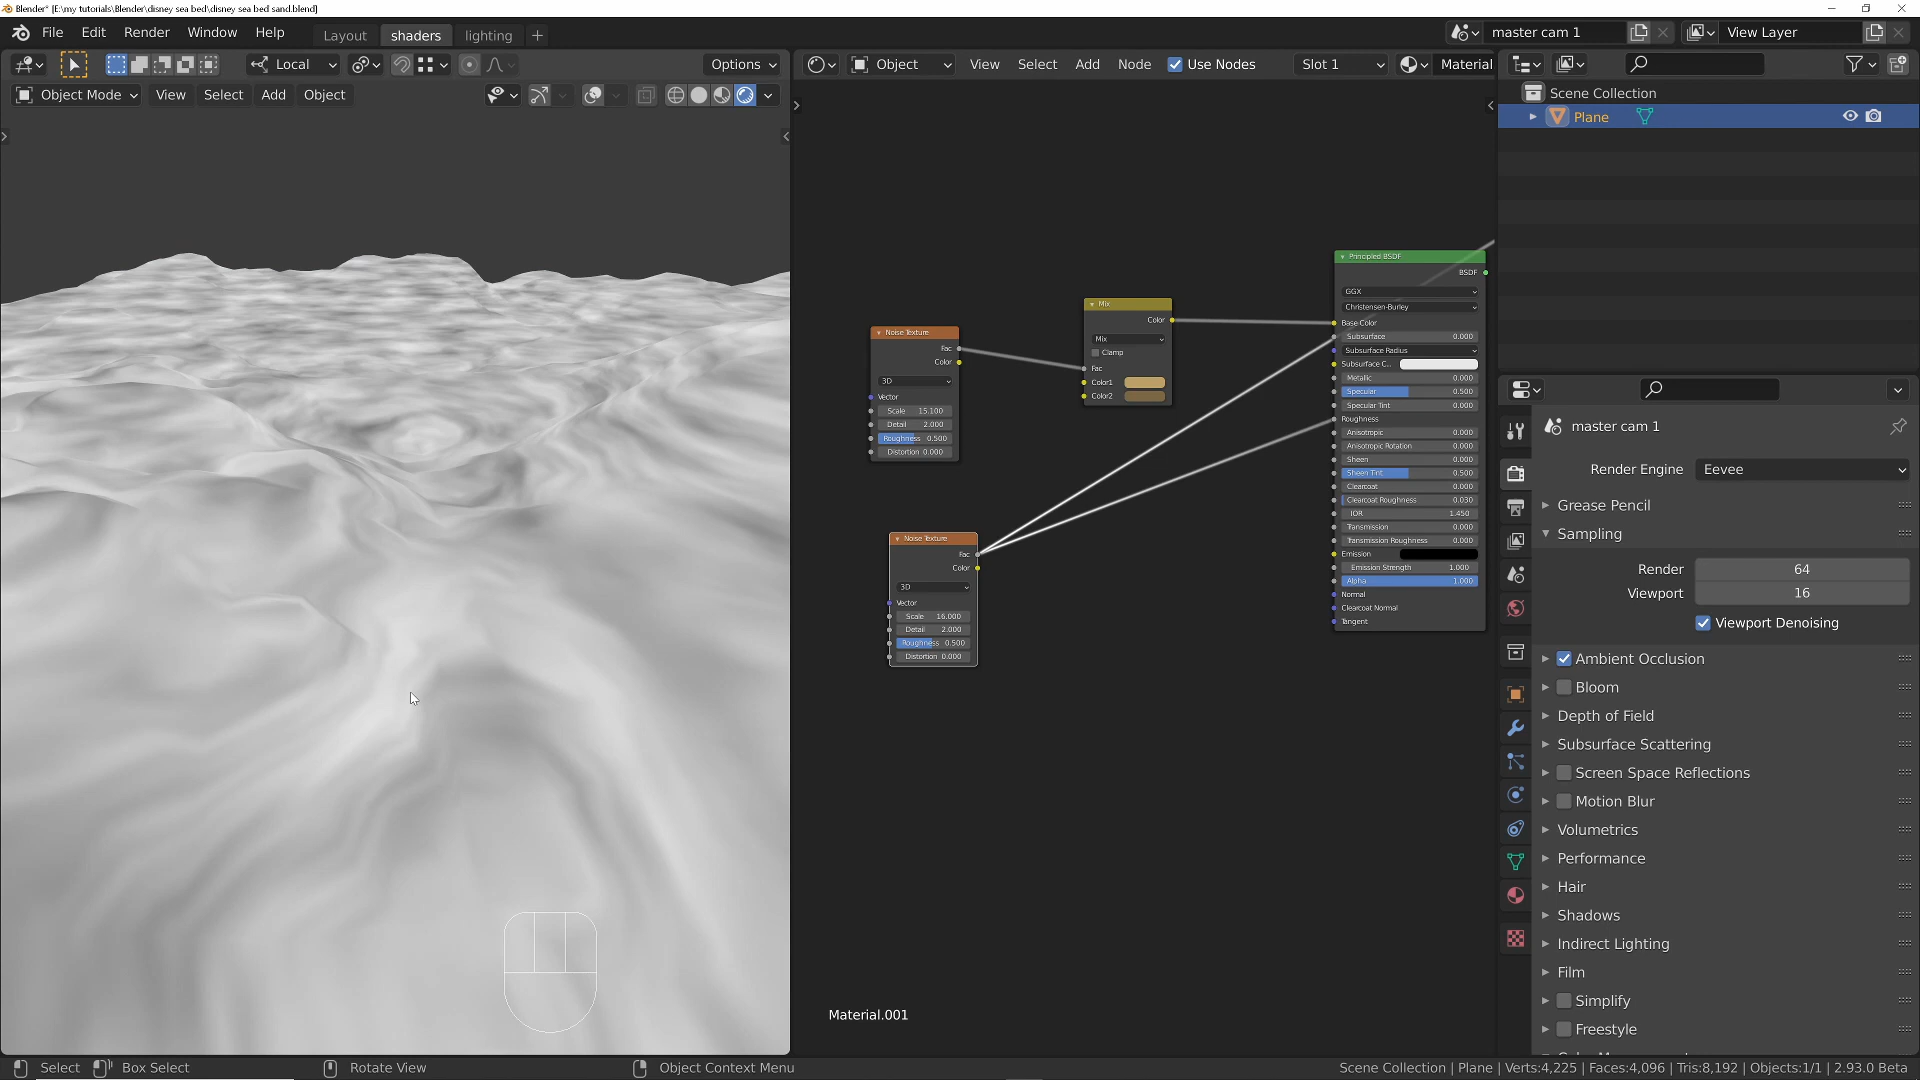 Blender* [E:\my tutorials\Blender\disney sea bed\disney sea bed sand.blend]
File Edit Render Window Help Layout shaders lighting + master cam 1 View Layer
Local Options Object View Select Add Node Use Nodes Slot 1 Material
Object Mode View Select Add Object
Scene Collection
Plane
Principled BSDF
BSDF
GGX
Christensen-Burley
Base Color
Subsurface 0.000
Subsurface Radius
Subsurface C...
Metallic 0.000
Specular 0.500
Specular Tint 0.000
Roughness
Anisotropic 0.000
Anisotropic Rotation 0.000
Sheen 0.000
Sheen Tint 0.500
Clearcoat 0.000
Clearcoat Roughness 0.030
IOR 1.450
Transmission 0.000
Transmission Roughness 0.000
Emission
Emission Strength 1.000
Alpha 1.000
Normal
Clearcoat Normal
Tangent
Mix
Color
Mix
Clamp
Fac
Color1
Color2
Noise Texture
Fac
Color
3D
Vector
Scale 15.100
Detail 2.000
Roughness 0.500
Distortion 0.000
Noise Texture
Fac
Color
3D
Vector
Scale 16.000
Detail 2.000
Roughness 0.500
Distortion 0.000
Material.001
master cam 1
Render Engine Eevee
Grease Pencil
Sampling
Render 64
Viewport 16
Viewport Denoising
Ambient Occlusion
Bloom
Depth of Field
Subsurface Scattering
Screen Space Reflections
Motion Blur
Volumetrics
Performance
Hair
Shadows
Indirect Lighting
Film
Simplify
Freestyle
Select Box Select Rotate View Object Context Menu Scene Collection | Plane | Verts:4,225 | Faces:4,096 | Tris:8,192 | Objects:1/1 | 2.93.0 Beta